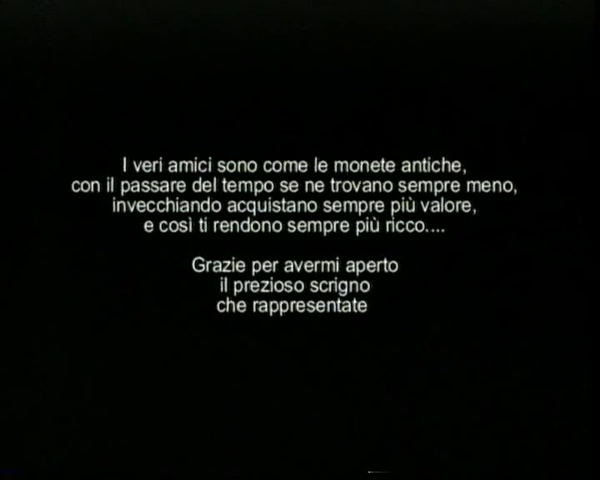 I veri amici sono come le monete antiche,
con il passare del tempo se ne trovano sempre meno,
invecchiando acquistano sempre più valore,
e così ti rendono sempre più ricco....
Grazie per avermi aperto
il prezioso scrigno
che rappresentate